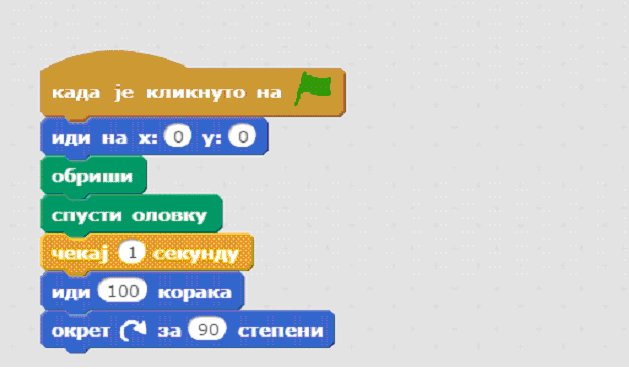 када је кликнуто на
иди на x: 0 y: 0
обриши
спусти оловку
чекај 1 секунду
иди 100 корака
окрет за 90 степени